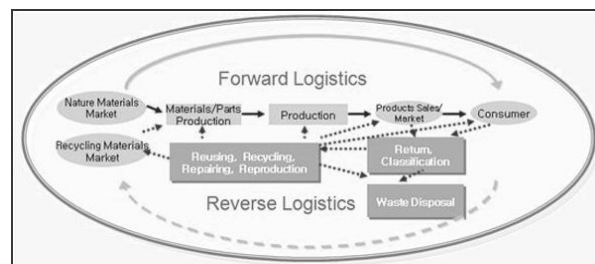 Forward Logistics
Nature Materials
Market
Materials/Parts
Production
Production
Products Sales/
Market
Consumer
Recycling Materials
Market
Reusing, Recycling,
Repairing, Reproduction
Return,
Classification
Reverse Logistics
Waste Disposal